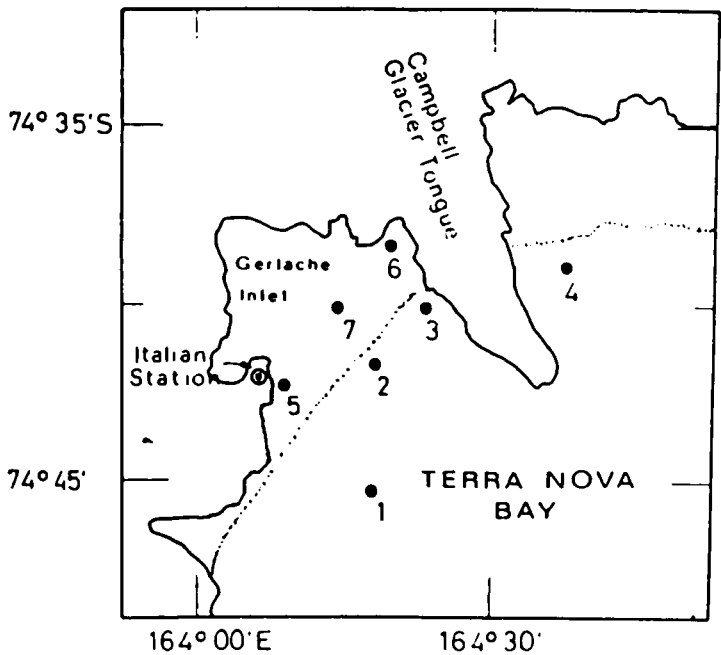 Campbell
Glacier Tongue
74° 35' S
Gerlache
Inlet
6
4
7
3
Italian
Station
2
5
74° 45'
TERRA NOVA
BAY
1
164° 00' E
164° 30'